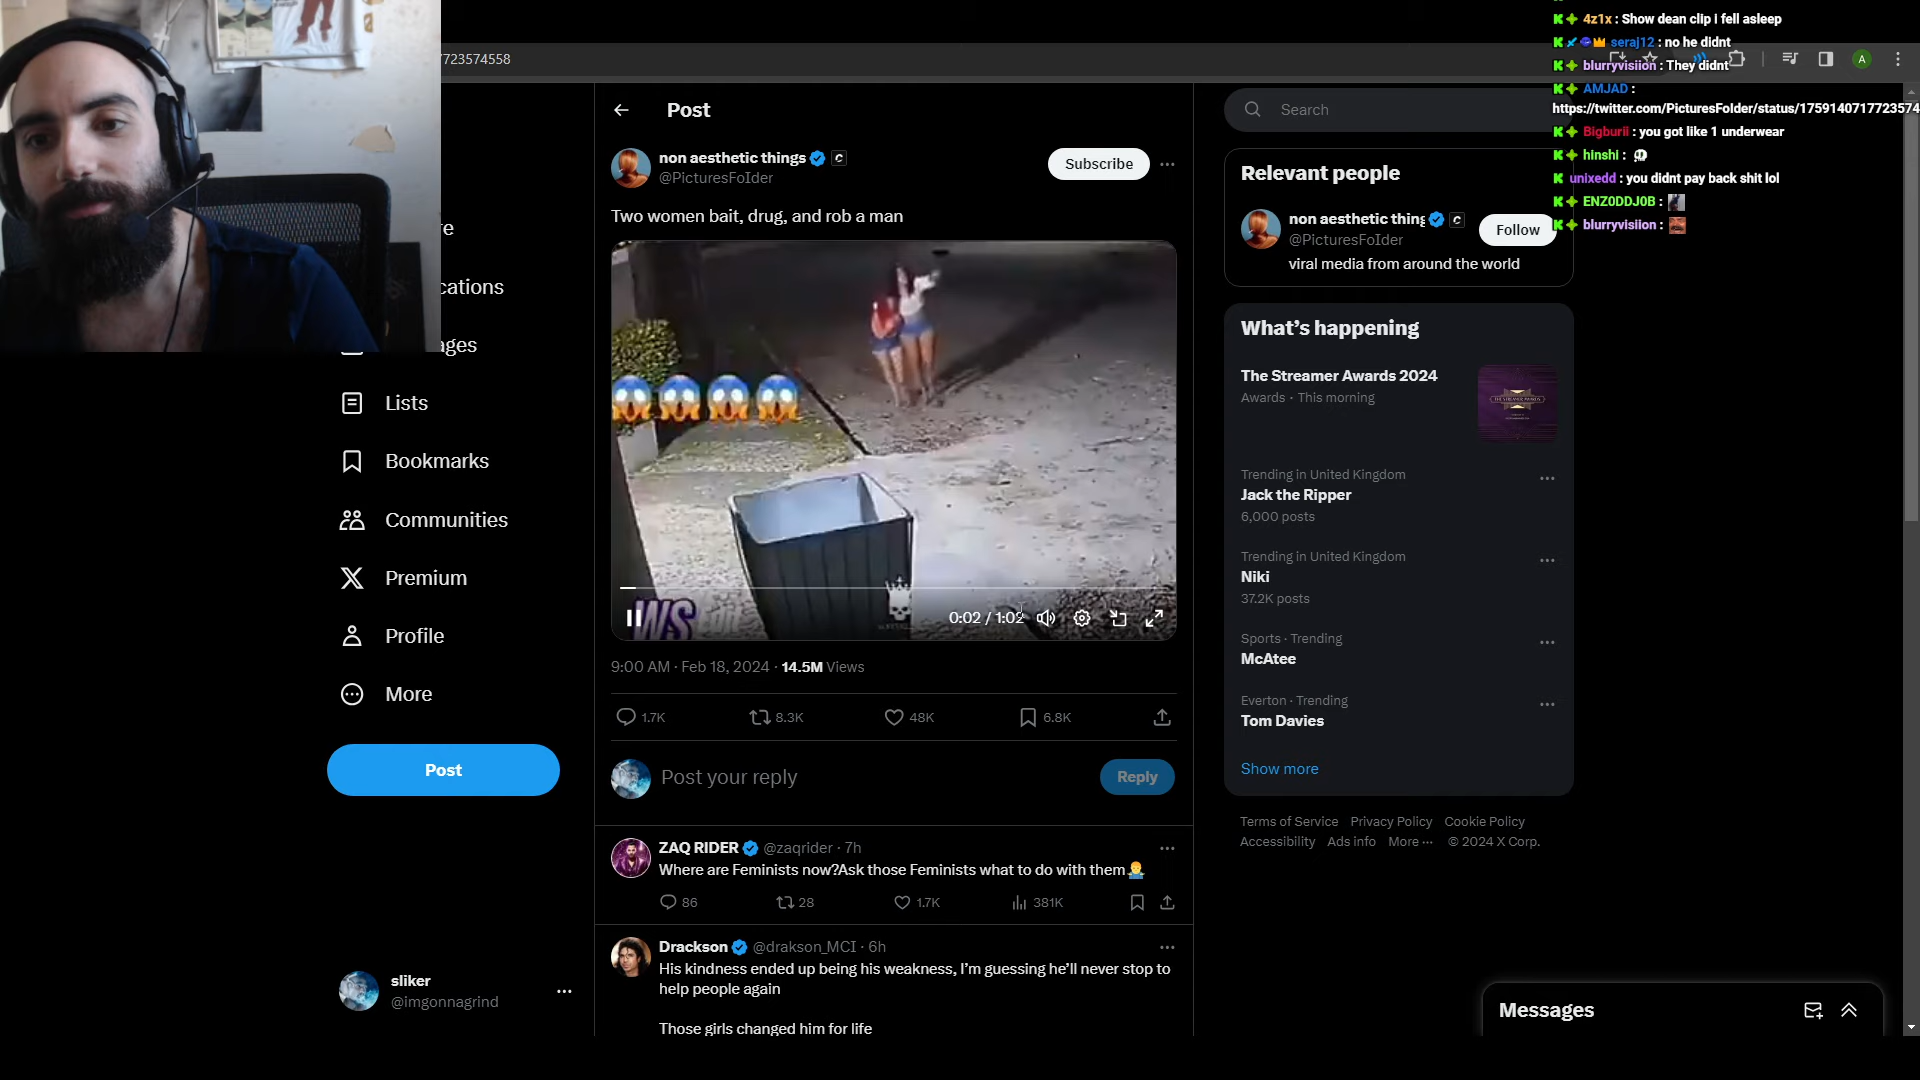 4z1x : Show dean clip i fell asleep
seraj12 : no he didnt
blurryvisiion : They didnt
AMJAD :
https://twitter.com/PicturesFolder/status/1759140717723574
Bigburii : you got like 1 underwear
hinshi :
unixedd : you didnt pay back shit lol
ENZ0DDJ0B :
blurryvisiion :
7723574558
A
Post
non aesthetic things
@PicturesFoIder
Subscribe
Two women bait, drug, and rob a man
WS
0:02 / 1:02
9:00 AM · Feb 18, 2024 · 14.5M Views
1.7K
8.3K
48K
6.8K
Post your reply
Reply
ZAQ RIDER @zaqrider · 7h
Where are Feminists now?Ask those Feminists what to do with them
86
28
1.7K
381K
Drackson @drakson_MCI · 6h
His kindness ended up being his weakness, I'm guessing he'll never stop to
help people again
Those girls changed him for life
re
cations
ages
Lists
Bookmarks
Communities
Premium
Profile
More
Post
sliker
@imgonnagrind
Search
Relevant people
non aesthetic thing
@PicturesFoIder
Follow
viral media from around the world
What's happening
The Streamer Awards 2024
Awards · This morning
Trending in United Kingdom
Jack the Ripper
6,000 posts
Trending in United Kingdom
Niki
37.2K posts
Sports · Trending
McAtee
Everton · Trending
Tom Davies
Show more
Terms of Service Privacy Policy Cookie Policy
Accessibility Ads info More ··· © 2024 X Corp.
Messages